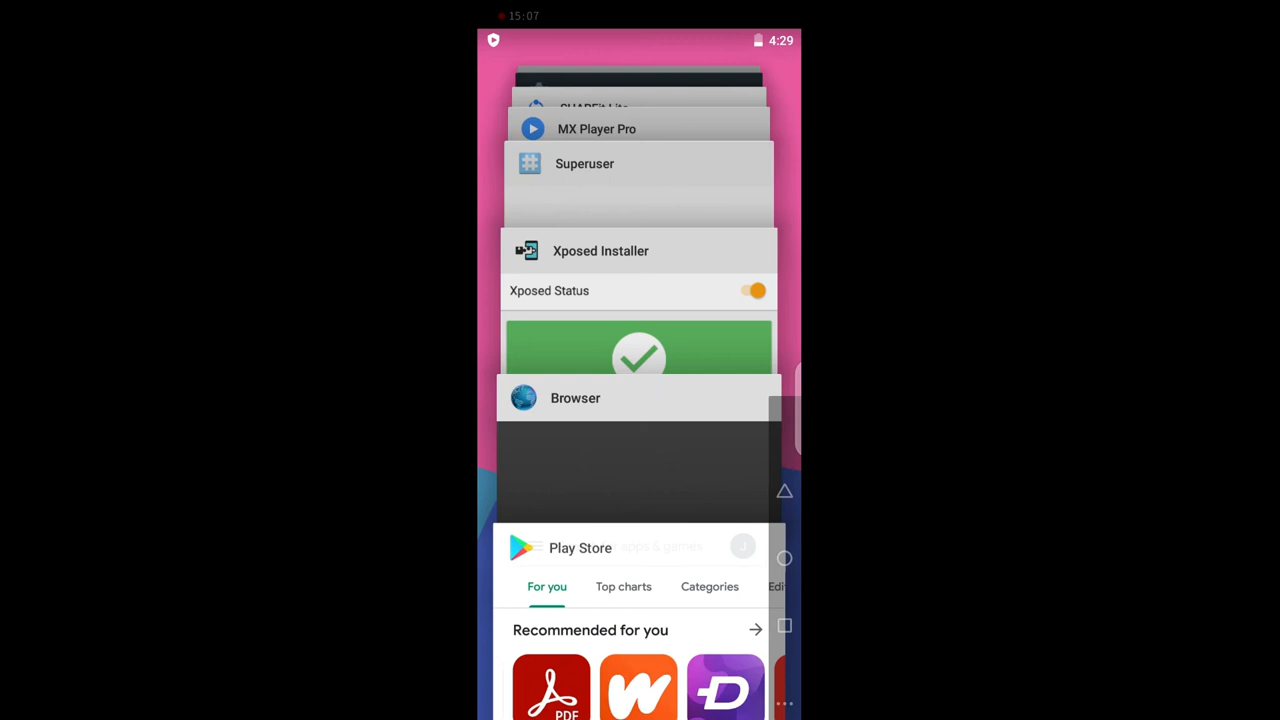 15:07
4:29
SHAREit Lite
MX Player Pro
Superuser
Xposed Installer
Xposed Status
Browser
Play Store
for apps & games
J
For you
Top charts
Categories
Edi
Recommended for you
PDF